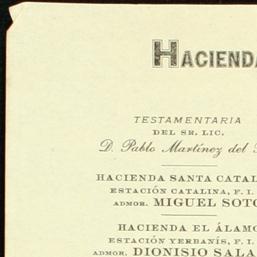 HACIENDA
TESTAMENTARIA
DEL SR. LIC.
D. Pablo Martínez del
HACIENDA SANTA CATAL
ESTACIÓN CATALINA, F. I.
ADMOR. MIGUEL SOTO
HACIENDA EL ÁLAMO
ESTACIÓN YERBANÍS, F. I.
ADMOR. DIONISIO SALA